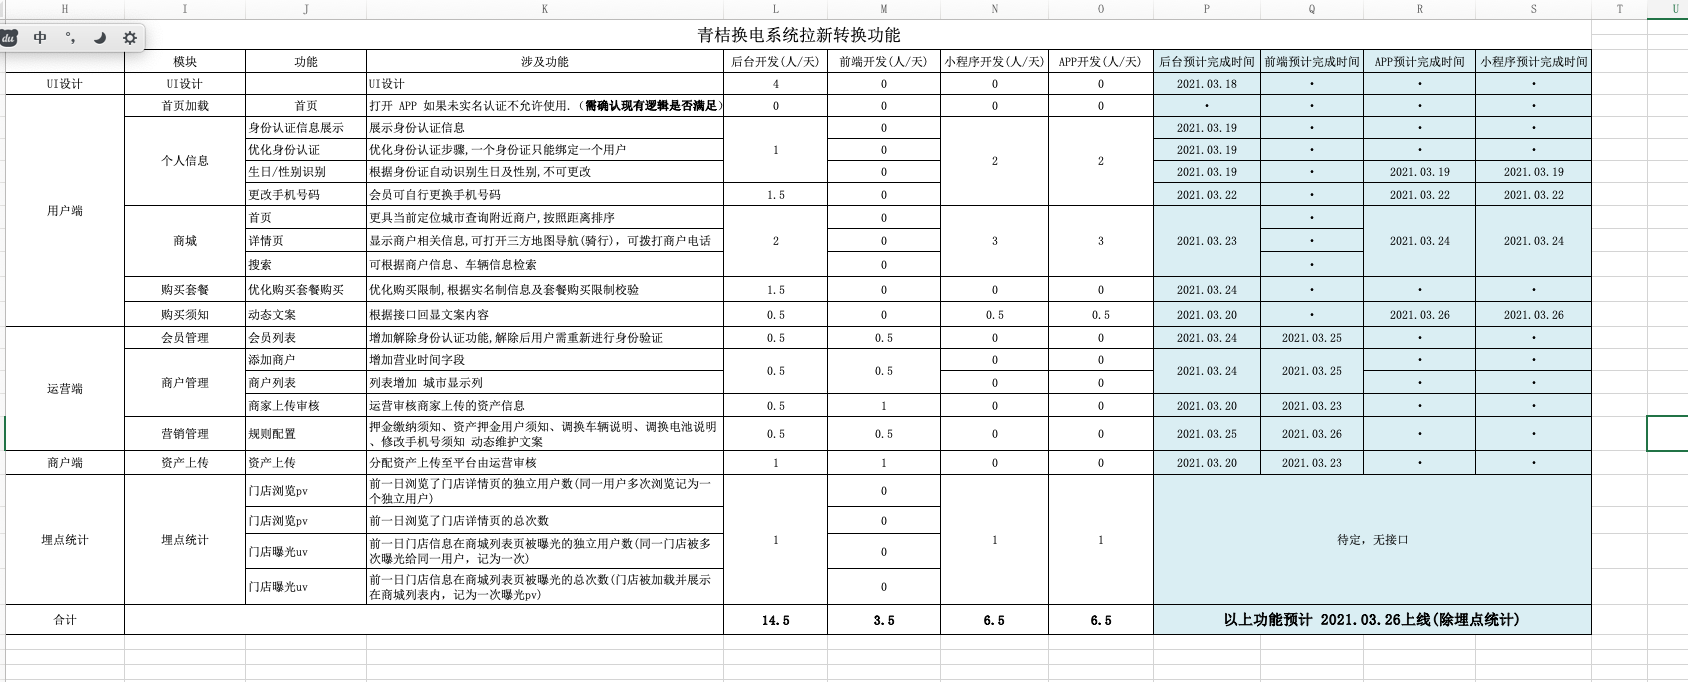 H I J K L M N O P Q R S T U
du 中 °,
青桔换电系统拉新转换功能
模块 功能 涉及功能 后台开发(人/天) 前端开发(人/天) 小程序开发(人/天) APP开发(人/天) 后台预计完成时间 前端预计完成时间 APP预计完成时间 小程序预计完成时间
UI设计 UI设计 UI设计 4 0 0 0 2021.03.18 • • •
用户端
首页加载 首页 打开 APP 如果未实名认证不允许使用.（需确认现有逻辑是否满足） 0 0 0 0 • • • •
个人信息
身份认证信息展示 展示身份认证信息 1 0 2 2 2021.03.19 • • •
优化身份认证 优化身份认证步骤,一个身份证只能绑定一个用户 0 2021.03.19 • • •
生日/性别识别 根据身份证自动识别生日及性别,不可更改 0 2021.03.19 • 2021.03.19 2021.03.19
更改手机号码 会员可自行更换手机号码 1.5 0 2021.03.22 • 2021.03.22 2021.03.22
商城
首页 更具当前定位城市查询附近商户,按照距离排序 2 0 3 3 2021.03.23 • 2021.03.24 2021.03.24
详情页 显示商户相关信息,可打开三方地图导航(骑行)，可拨打商户电话 0 •
搜索 可根据商户信息、车辆信息检索 0 •
购买套餐 优化购买套餐购买 优化购买限制,根据实名制信息及套餐购买限制校验 1.5 0 0 0 2021.03.24 • • •
购买须知 动态文案 根据接口回显文案内容 0.5 0 0.5 0.5 2021.03.20 • 2021.03.26 2021.03.26
运营端
会员管理 会员列表 增加解除身份认证功能,解除后用户需重新进行身份验证 0.5 0.5 0 0 2021.03.24 2021.03.25 • •
商户管理
添加商户 增加营业时间字段 0.5 0.5 0 0 2021.03.24 2021.03.25 • •
商户列表 列表增加 城市显示列 0 0 • •
商家上传审核 运营审核商家上传的资产信息 0.5 1 0 0 2021.03.20 2021.03.23 • •
营销管理 规则配置 押金缴纳须知、资产押金用户须知、调换车辆说明、调换电池说明
、修改手机号须知 动态维护文案 0.5 0.5 0 0 2021.03.25 2021.03.26 • •
商户端 资产上传 资产上传 分配资产上传至平台由运营审核 1 1 0 0 2021.03.20 2021.03.23 • •
埋点统计 埋点统计
门店浏览pv 前一日浏览了门店详情页的独立用户数(同一用户多次浏览记为一
个独立用户) 1 0 1 1 待定，无接口
门店浏览pv 前一日浏览了门店详情页的总次数 0
门店曝光uv 前一日门店信息在商城列表页被曝光的独立用户数(同一门店被多
次曝光给同一用户，记为一次) 0
门店曝光uv 前一日门店信息在商城列表页被曝光的总次数(门店被加载并展示
在商城列表内，记为一次曝光pv) 0
合计 14.5 3.5 6.5 6.5 以上功能预计 2021.03.26上线(除埋点统计)